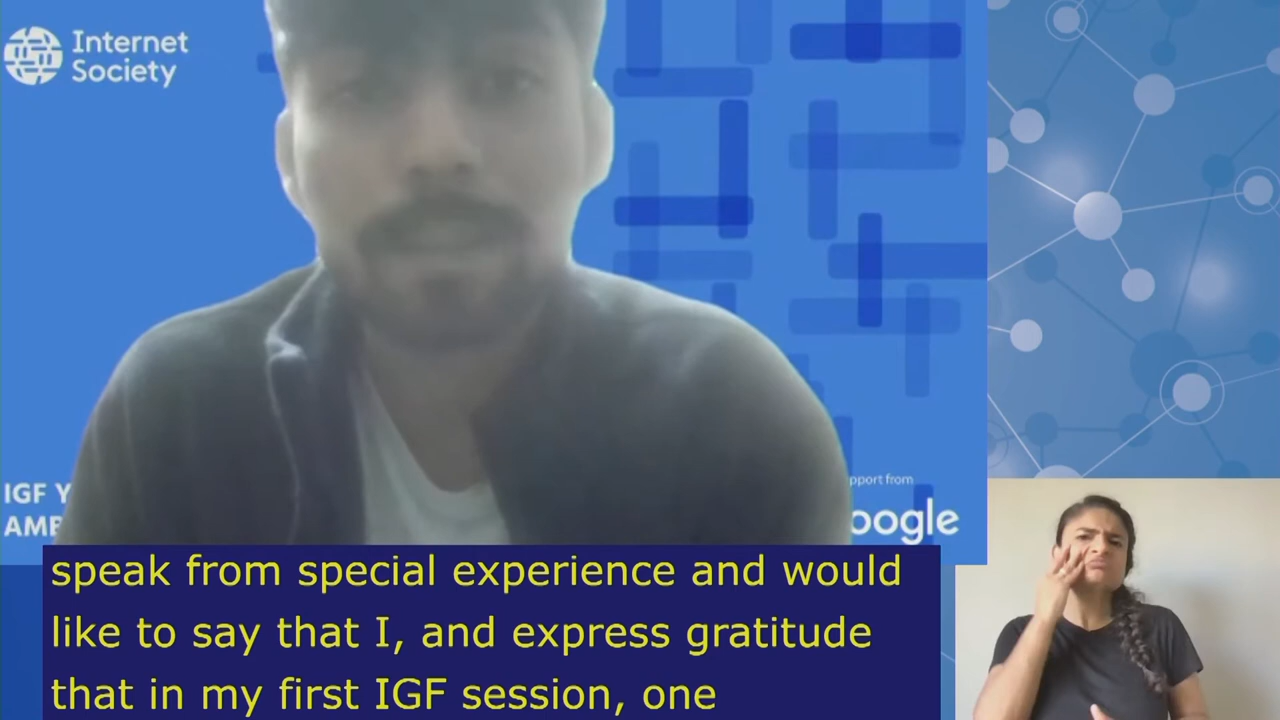 Internet
Society
IGF Y
AMB
pport from
oogle
speak from special experience and would
like to say that I, and express gratitude
that in my first IGF session, one